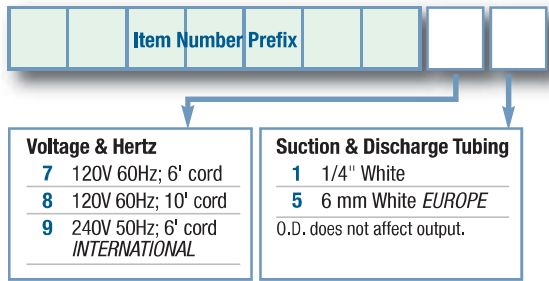 Item Number Prefix
Voltage & Hertz
7 120V 60Hz; 6' cord
8 120V 60Hz; 10' cord
9 240V 50Hz; 6' cord
INTERNATIONAL
Suction & Discharge Tubing
1 1/4" White
5 6 mm White EUROPE
O.D. does not affect output.